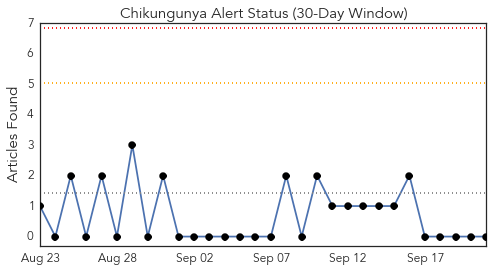 Chikungunya Alert Status (30-Day Window)
7
6
5
4
3
2
1
0
Articles Found
Aug 23
Aug 28
Sep 02
Sep 07
Sep 12
Sep 17